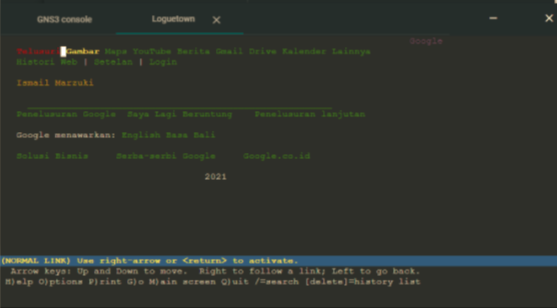 GNS3 console Loguetown
Google
Gambar Maps YouTube Berita Gmail Drive Kalender Lainnya
Histori Web | Setelan | Login
Ismail Marzuki
Penelusuran Google Saya Lagi Beruntung Penelusuran lanjutan
Google menawarkan: English Basa Bali
Solusi Bisnis Serba-serbi Google Google.co.id
2021
(NORMAL LINK) Use right-arrow or <return> to activate.
Arrow keys: Up and Down to move. Right to follow a link; Left to go back.
H)elp O)ptions P)rint G)o M)ain screen Q)uit /=search [delete]=history list